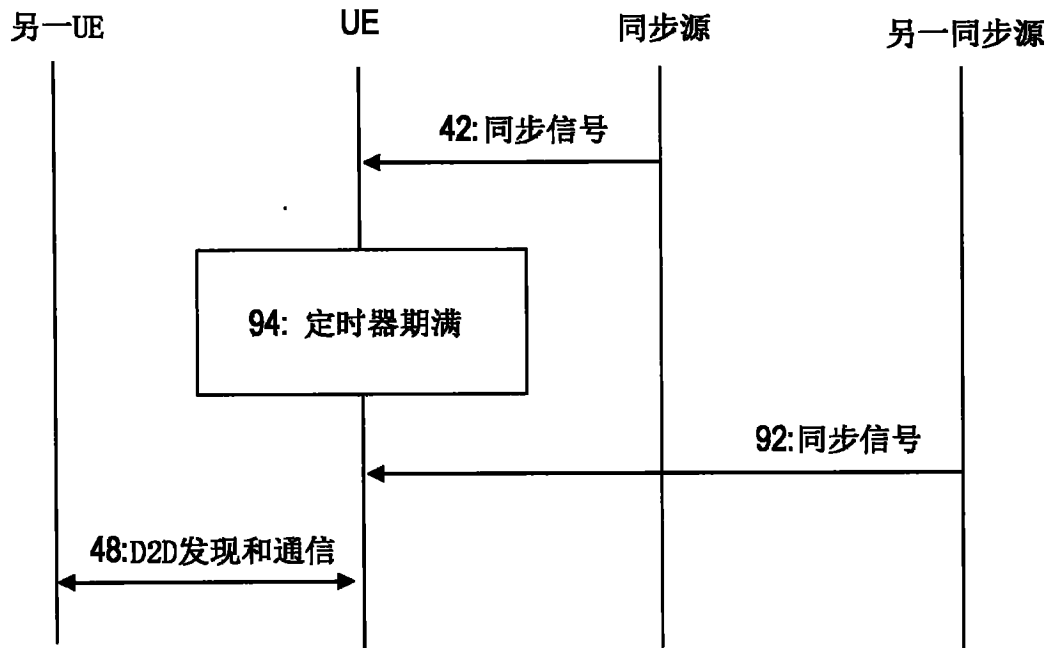 另一UE
UE
同步源
另一同步源
42:同步信号
94: 定时器期满
92:同步信号
48:D2D发现和通信